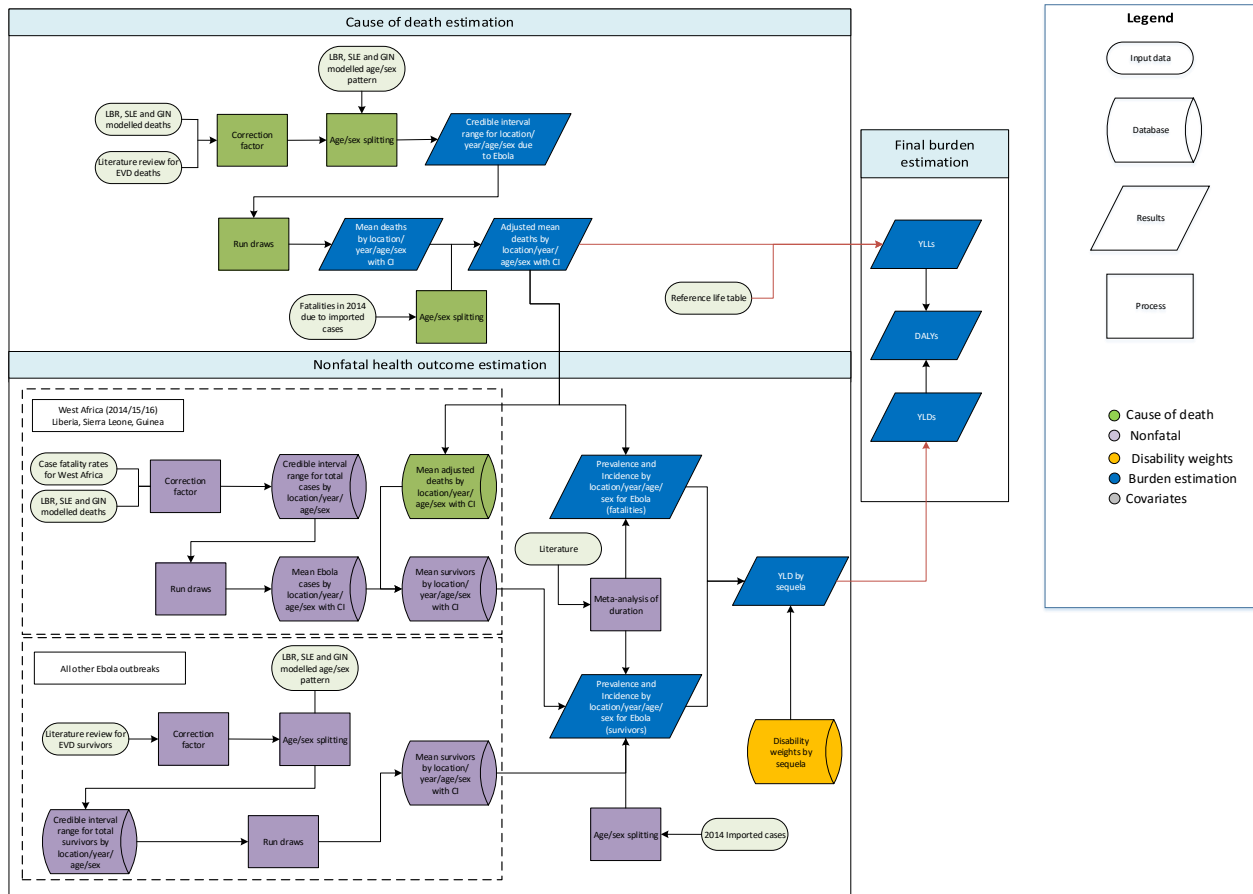 Cause of death estimation
LBR, SLE and GIN
modelled age/sex
pattern
LBR, SLE and GIN
modelled deaths
Literature review for
EVD deaths
Correction
factor
Age/sex splitting
Credible interval
range for location/
year/age/sex due
to Ebola
Run draws
Mean deaths
by location/
year/age/sex
with CI
Adjusted mean
deaths by
location/year/
age/sex with CI
Fatalities in 2014
due to imported
cases
Age/sex splitting
Reference life table
Final burden
estimation
YLLs
DALYs
YLDs
Nonfatal health outcome estimation
West Africa (2014/15/16)
Liberia, Sierra Leone, Guinea
Case fatality rates
for West Africa
LBR, SLE and GIN
modelled deaths
Correction
factor
Credible interval
range for total
cases by
location/year/
age/sex
Mean adjusted
deaths by
location/year/
age/sex with CI
Run draws
Mean Ebola
cases by
location/year/
age/sex with CI
Mean survivors
by location/
year/age/sex
with CI
Prevalence and
Incidence by
location/year/age/
sex for Ebola
(fatalities)
Literature
Meta-analysis of
duration
Prevalence and
Incidence by
location/year/age/
sex for Ebola
(survivors)
YLD by
sequela
Disability
weights by
sequela
All other Ebola outbreaks
LBR, SLE and GIN
modelled age/sex
pattern
Literature review for
EVD survivors
Correction
factor
Age/sex splitting
Mean survivors
by location/
year/age/sex
with CI
Credible interval
range for total
survivors by
location/year/
age/sex
Run draws
Age/sex splitting
2014 Imported cases
Legend
Input data
Database
Results
Process
Cause of death
Nonfatal
Disability weights
Burden estimation
Covariates